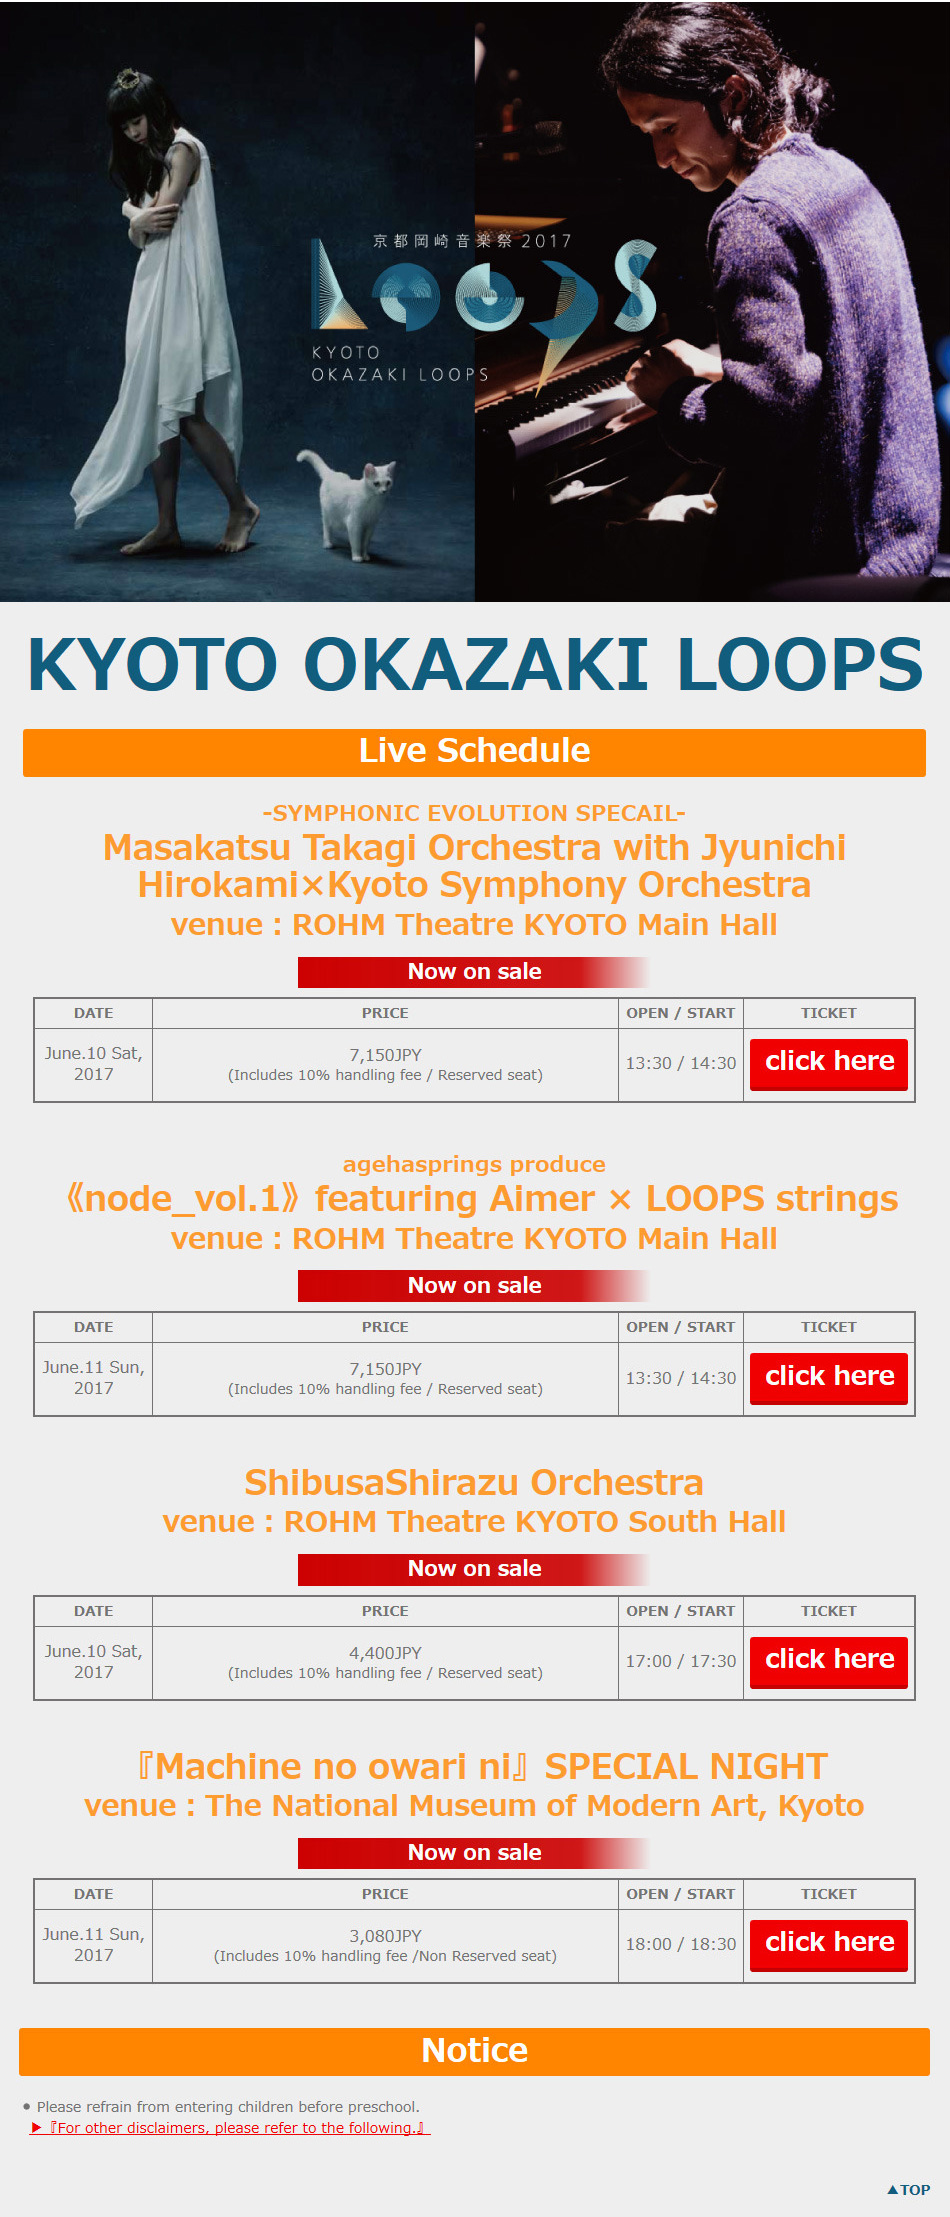 京都岡崎音楽祭 2017
LOOPS
KYOTO
OKAZAKI LOOPS
KYOTO OKAZAKI LOOPS
Live Schedule
-SYMPHONIC EVOLUTION SPECAIL-
Masakatsu Takagi Orchestra with Jyunichi
Hirokami×Kyoto Symphony Orchestra
venue : ROHM Theatre KYOTO Main Hall
Now on sale
DATE PRICE OPEN / START TICKET
June.10 Sat,
2017
7,150JPY
(Includes 10% handling fee / Reserved seat)
13:30 / 14:30
click here
agehasprings produce
《node_vol.1》featuring Aimer × LOOPS strings
venue : ROHM Theatre KYOTO Main Hall
Now on sale
DATE PRICE OPEN / START TICKET
June.11 Sun,
2017
7,150JPY
(Includes 10% handling fee / Reserved seat)
13:30 / 14:30
click here
ShibusaShirazu Orchestra
venue : ROHM Theatre KYOTO South Hall
Now on sale
DATE PRICE OPEN / START TICKET
June.10 Sat,
2017
4,400JPY
(Includes 10% handling fee / Reserved seat)
17:00 / 17:30
click here
『Machine no owari ni』SPECIAL NIGHT
venue : The National Museum of Modern Art, Kyoto
Now on sale
DATE PRICE OPEN / START TICKET
June.11 Sun,
2017
3,080JPY
(Includes 10% handling fee /Non Reserved seat)
18:00 / 18:30
click here
Notice
● Please refrain from entering children before preschool.
▶『For other disclaimers, please refer to the following.』
▲TOP